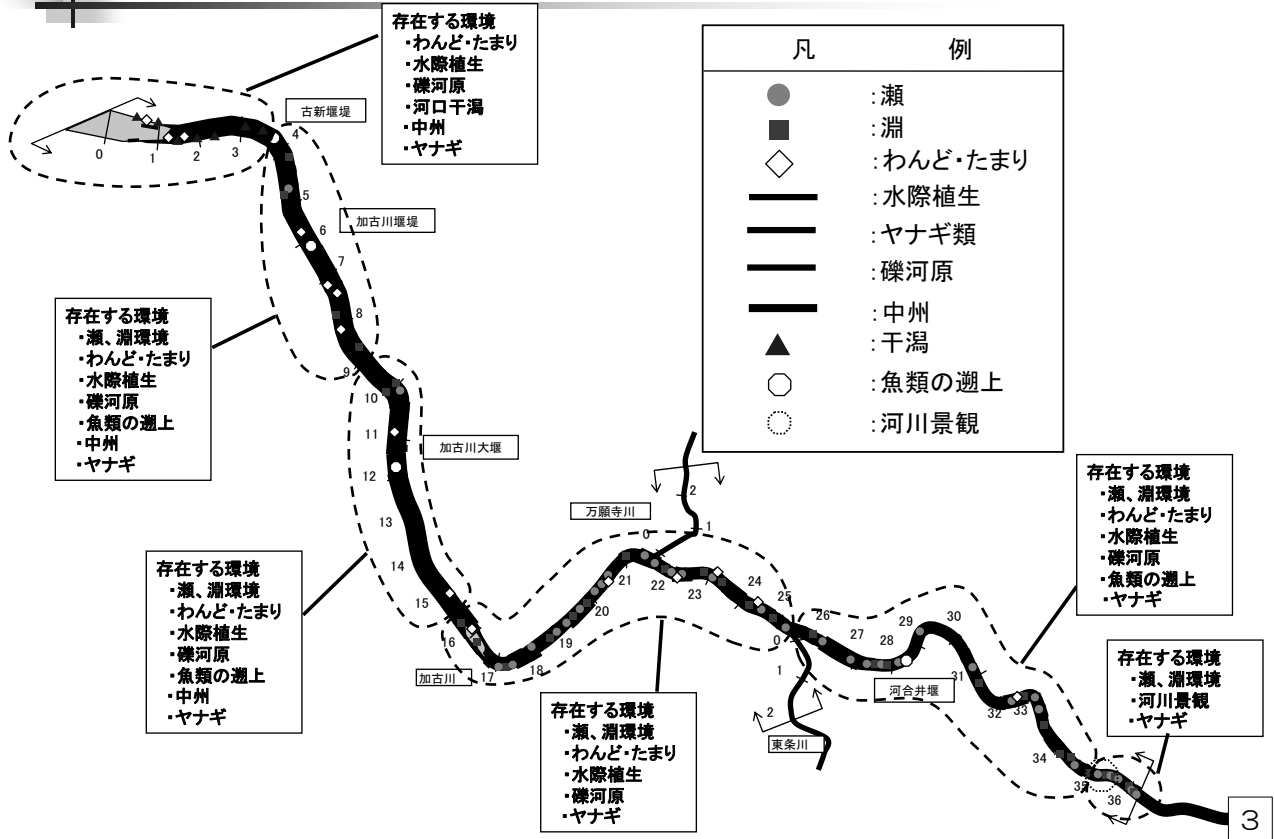 存在する環境
・わんど・たまり
・水際植生
・礫河原
・河口干潟
・中州
・ヤナギ
凡 例
:瀬
:淵
:わんど・たまり
:水際植生
:ヤナギ類
:礫河原
:中州
:干潟
:魚類の遡上
:河川景観
古新堰堤
0
1
2
3
4
5
加古川堰堤
6
7
8
9
存在する環境
・瀬、淵環境
・わんど・たまり
・水際植生
・礫河原
・魚類の遡上
・中州
・ヤナギ
10
11
加古川大堰
12
13
14
15
16
存在する環境
・瀬、淵環境
・わんど・たまり
・水際植生
・礫河原
・魚類の遡上
・中州
・ヤナギ
加古川
17
18
19
20
21
万願寺川
0
1
2
22
23
24
25
存在する環境
・瀬、淵環境
・わんど・たまり
・水際植生
・礫河原
・ヤナギ
0
1
2
東条川
26
27
28
29
30
河合井堰
31
32
33
34
35
36
存在する環境
・瀬、淵環境
・わんど・たまり
・水際植生
・礫河原
・魚類の遡上
・ヤナギ
存在する環境
・瀬、淵環境
・河川景観
・ヤナギ
3